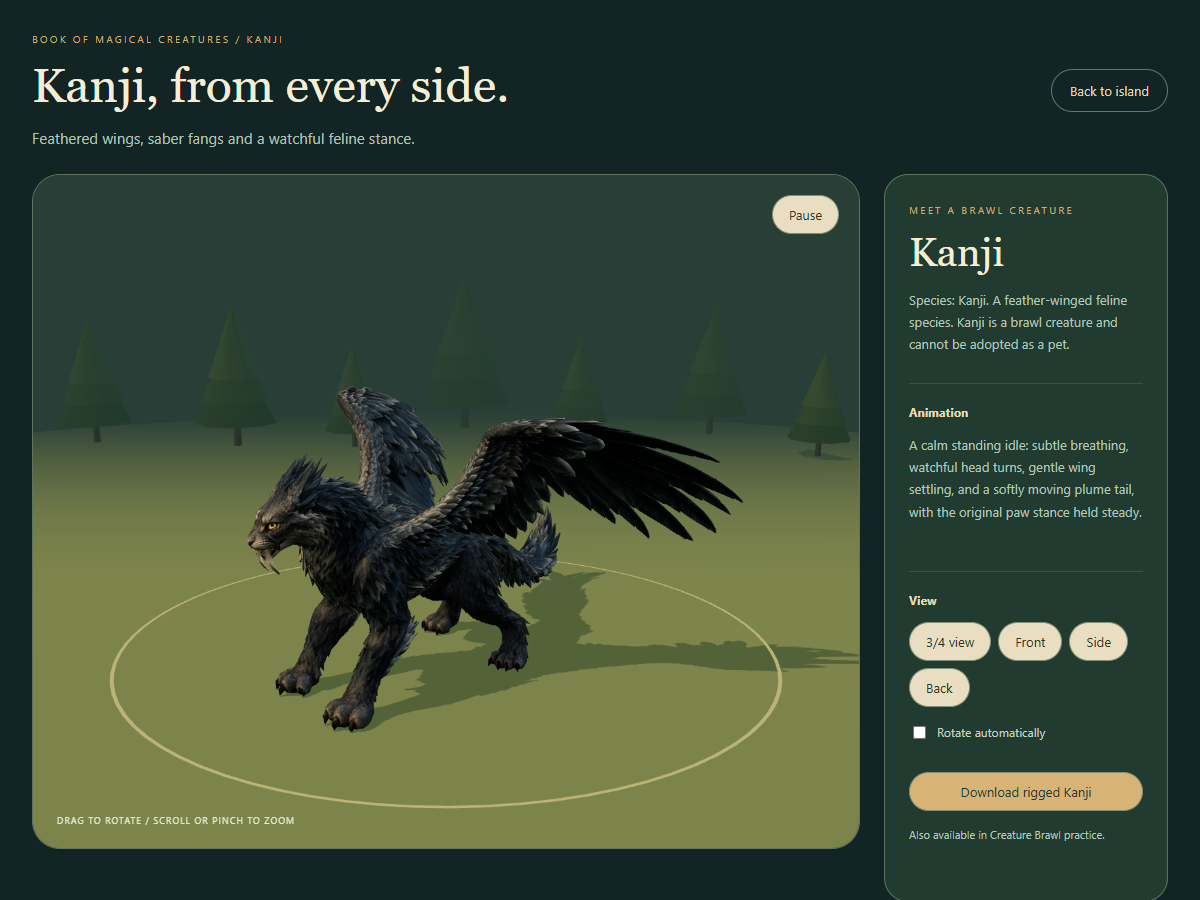 BOOK OF MAGICAL CREATURES / KANJI
Kanji, from every side.
Feathered wings, saber fangs and a watchful feline stance.
Back to island
Pause
DRAG TO ROTATE / SCROLL OR PINCH TO ZOOM
MEET A BRAWL CREATURE
Kanji
Species: Kanji. A feather-winged feline
species. Kanji is a brawl creature and
cannot be adopted as a pet.
Animation
A calm standing idle: subtle breathing,
watchful head turns, gentle wing
settling, and a softly moving plume tail,
with the original paw stance held steady.
View
3/4 view
Front
Side
Back
Rotate automatically
Download rigged Kanji
Also available in Creature Brawl practice.